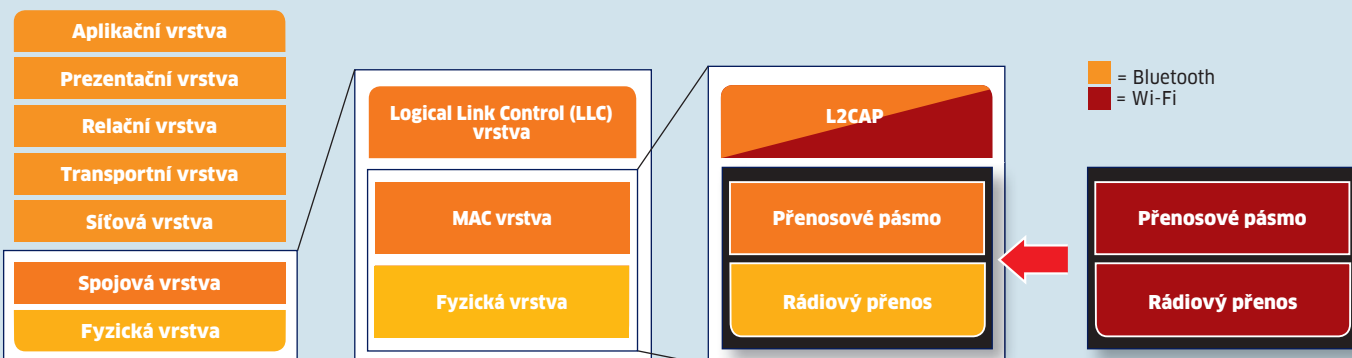 Aplikační vrstva
Prezentační vrstva
Relační vrstva
Transportní vrstva
Síťová vrstva
Spojová vrstva
Fyzická vrstva
Logical Link Control (LLC)
vrstva
MAC vrstva
Fyzická vrstva
L2CAP
Přenosové pásmo
Rádiový přenos
= Bluetooth
= Wi-Fi
Přenosové pásmo
Rádiový přenos